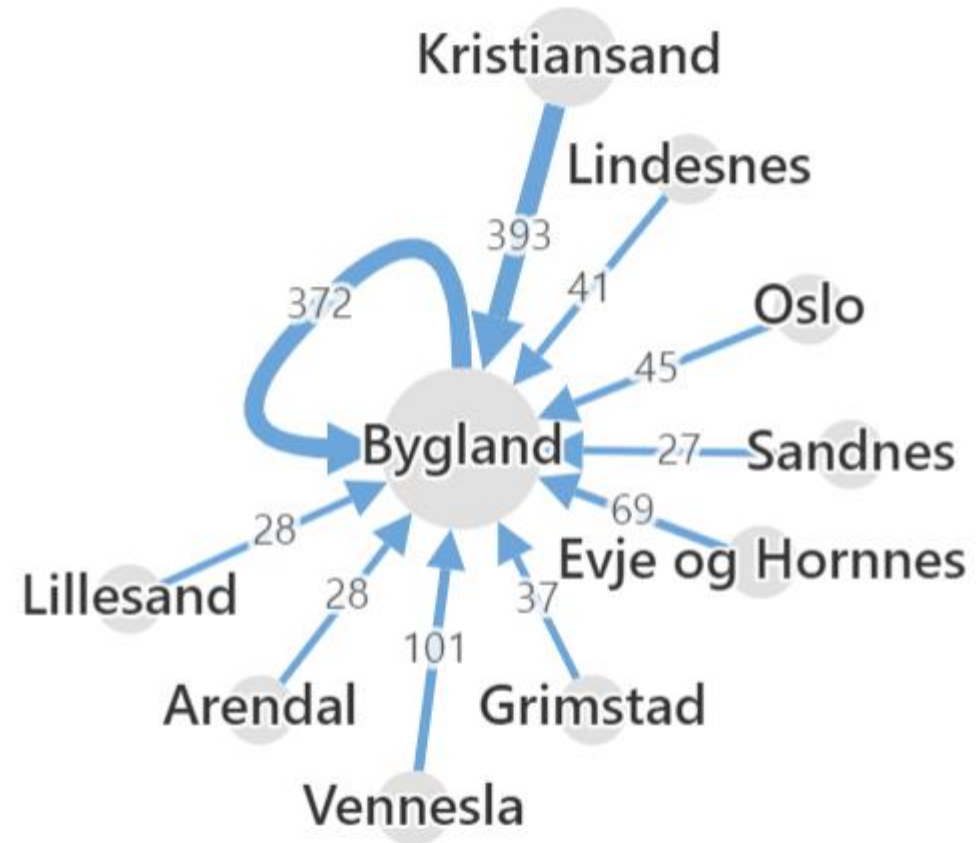 Kristiansand
Lindesnes
393
41
372
Oslo
45
Bygland
27
Sandnes
69
28
Evje og Hornnes
Lillesand
28
37
101
Arendal
Grimstad
Vennesla